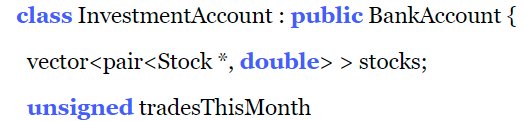 class InvestmentAccount : public BankAccount {
vector<pair<Stock *, double> > stocks;
unsigned tradesThisMonth